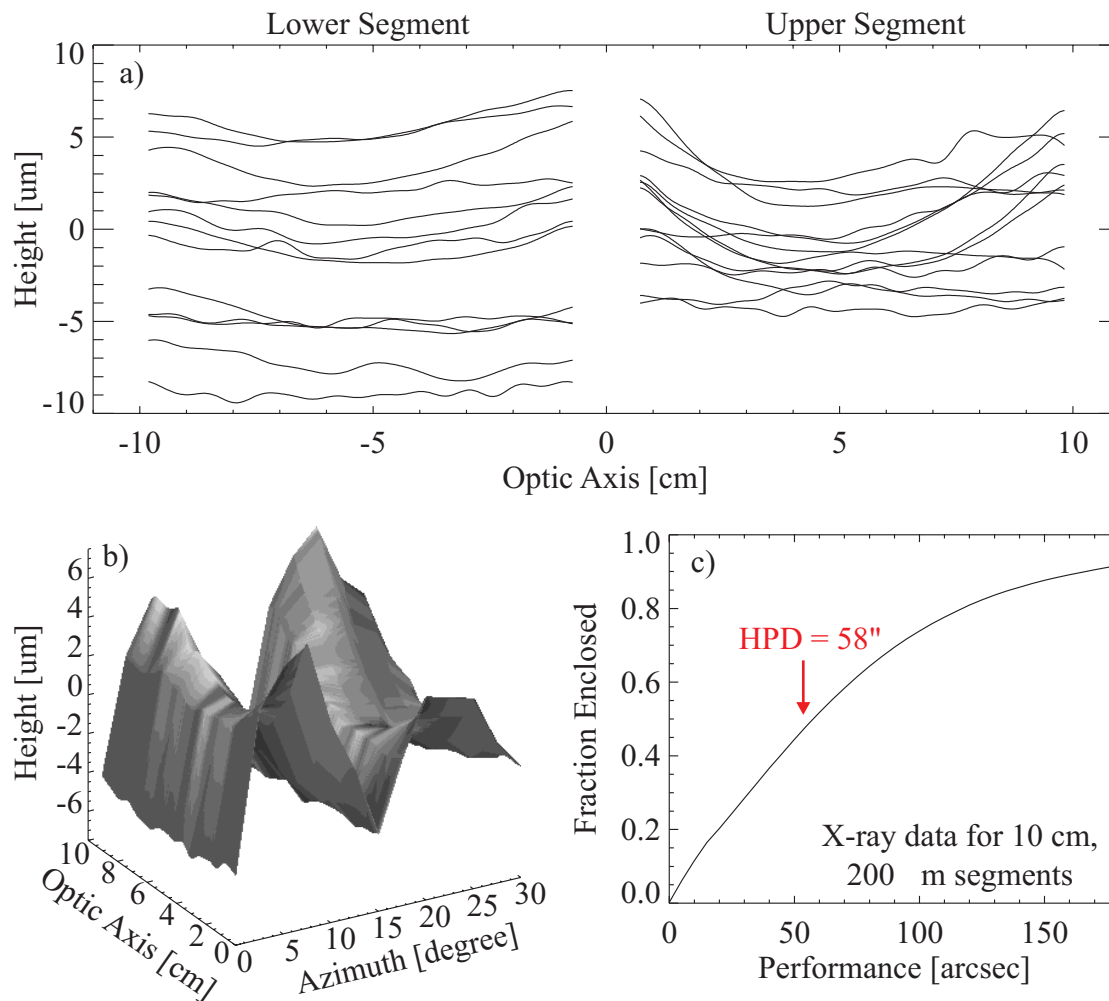 Lower Segment Upper Segment
a)
10
5
0
-5
-10
Height [um]
-10 -5 0 5 10
Optic Axis [cm]
b)
6
4
2
0
-2
-4
-6
Height [um]
10 8 6 4 2 0
Optic Axis [cm]
0 5 10 15 20 25 30
Azimuth [degree]
c)
1.0
0.8
0.6
0.4
0.2
0.0
Fraction Enclosed
HPD = 58"
X-ray data for 10 cm,
200 m segments
0 50 100 150
Performance [arcsec]